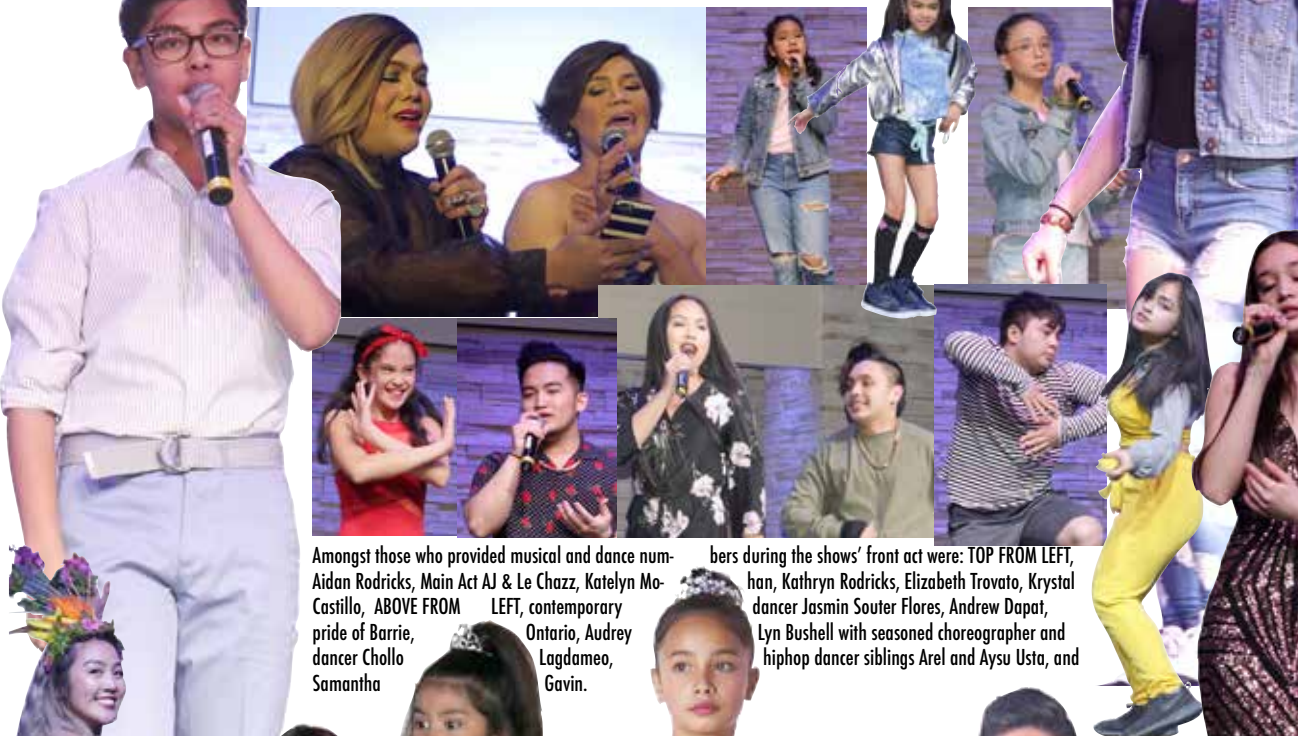 Amongst those who provided musical and dance num- bers during the shows' front act were: TOP FROM LEFT,
Aidan Rodricks, Main Act AJ & Le Chazz, Katelyn Mo- han, Kathryn Rodricks, Elizabeth Trovato, Krystal
Castillo, ABOVE FROM LEFT, contemporary dancer Jasmin Souter Flores, Andrew Dapat,
pride of Barrie, Ontario, Audrey Lyn Bushell with seasoned choreographer and
dancer Chollo Lagdameo, hiphop dancer siblings Arel and Aysu Usta, and
Samantha Gavin.